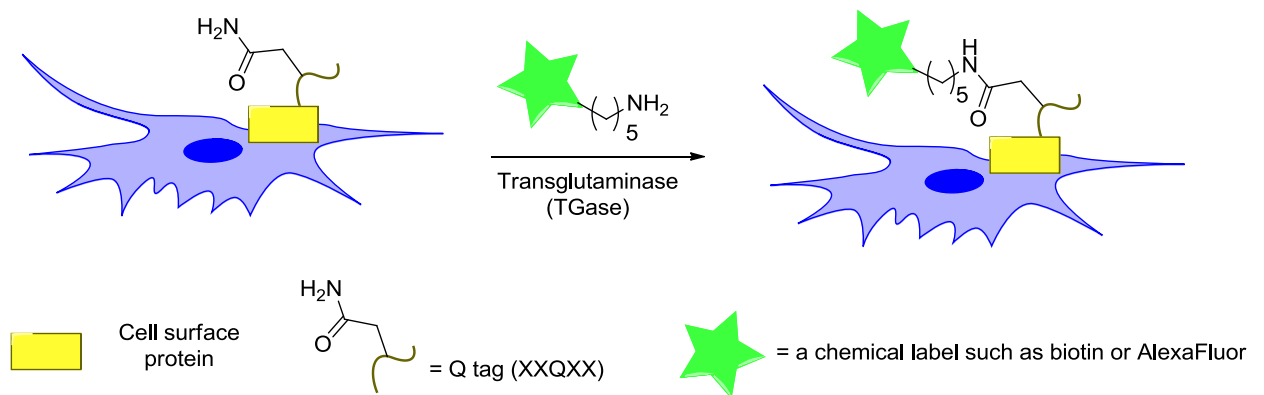 H₂N
O
NH₂
5
Transglutaminase
(TGase)
H
N
5
O
H₂N
O
Cell surface
protein
= Q tag (XXQXX)
= a chemical label such as biotin or AlexaFluor